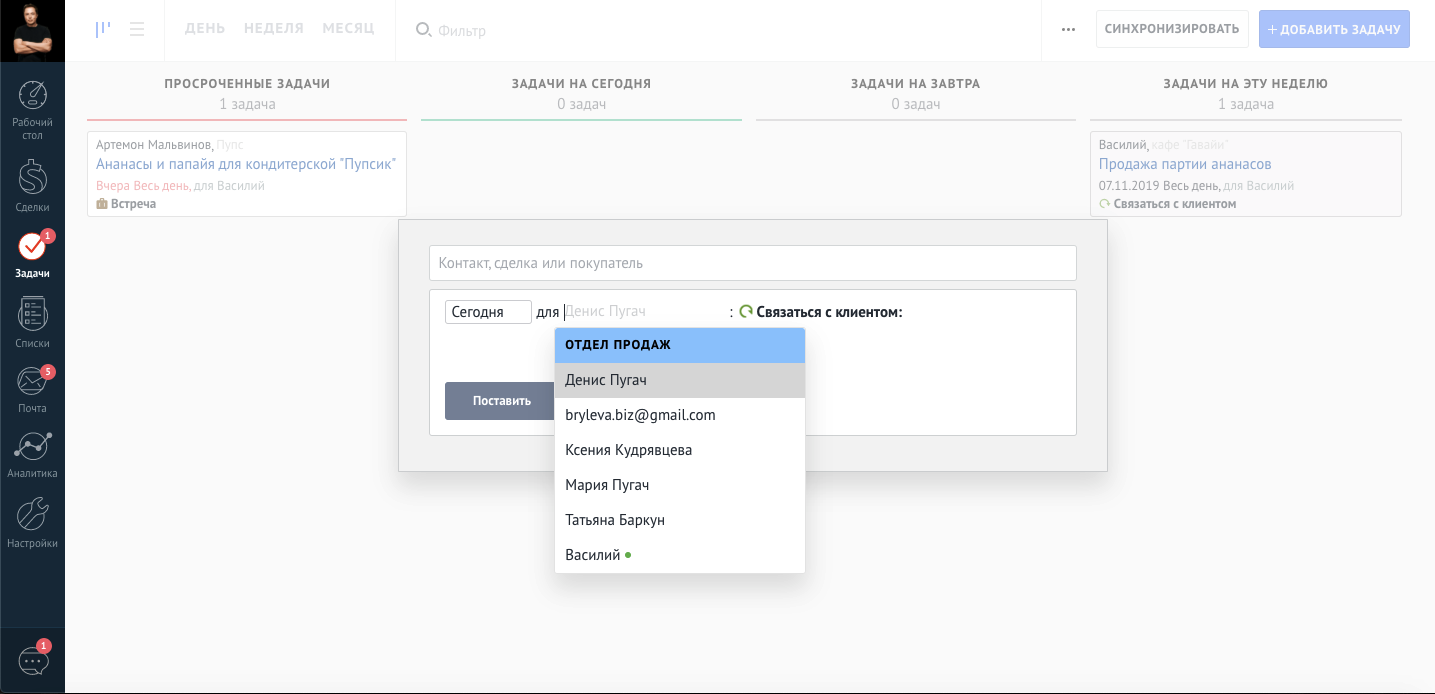 ДЕНЬ НЕДЕЛЯ МЕСЯЦ
Фильтр
СИНХРОНИЗИРОВАТЬ
ДОБАВИТЬ ЗАДАЧУ
Рабочий
стол
Сделки
1
Задачи
Списки
5
Почта
Аналитика
Настройки
1
ПРОСРОЧЕННЫЕ ЗАДАЧИ
1 задача
Артемон Мальвинов, Пупс
Ананасы и папайя для кондитерской "Пупсик"
Вчера Весь день, для Василий
Встреча
ЗАДАЧИ НА СЕГОДНЯ
0 задач
ЗАДАЧИ НА ЗАВТРА
0 задач
ЗАДАЧИ НА ЭТУ НЕДЕЛЮ
1 задача
Василий, кафе "Гавайи"
Продажа партии ананасов
07.11.2019 Весь день, для Василий
Связаться с клиентом
Контакт, сделка или покупатель
Сегодня для Денис Пугач : Связаться с клиентом:
ОТДЕЛ ПРОДАЖ
Денис Пугач
bryleva.biz@gmail.com
Ксения Кудрявцева
Мария Пугач
Татьяна Баркун
Василий
Поставить